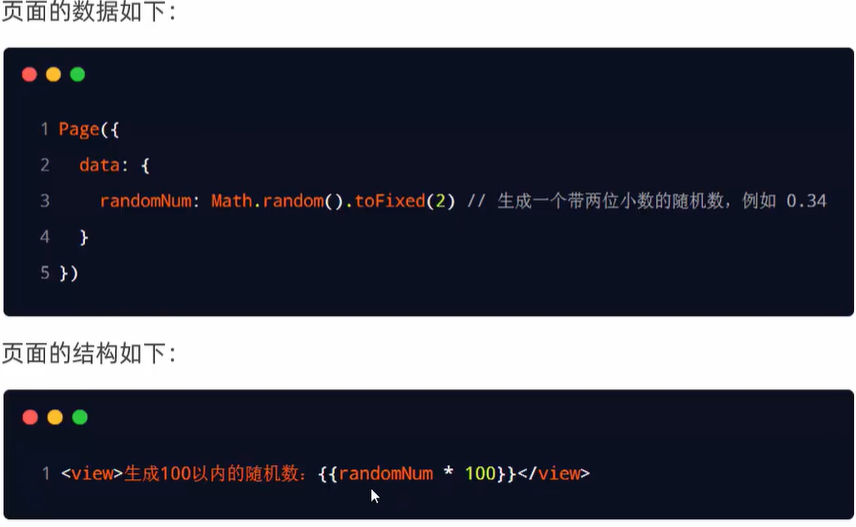 页面的数据如下：
1 Page({
2   data: {
3     randomNum: Math.random().toFixed(2) // 生成一个带两位小数的随机数，例如 0.34
4   }
5 })
页面的结构如下：
1 <view>生成100以内的随机数：{{randomNum * 100}}</view>